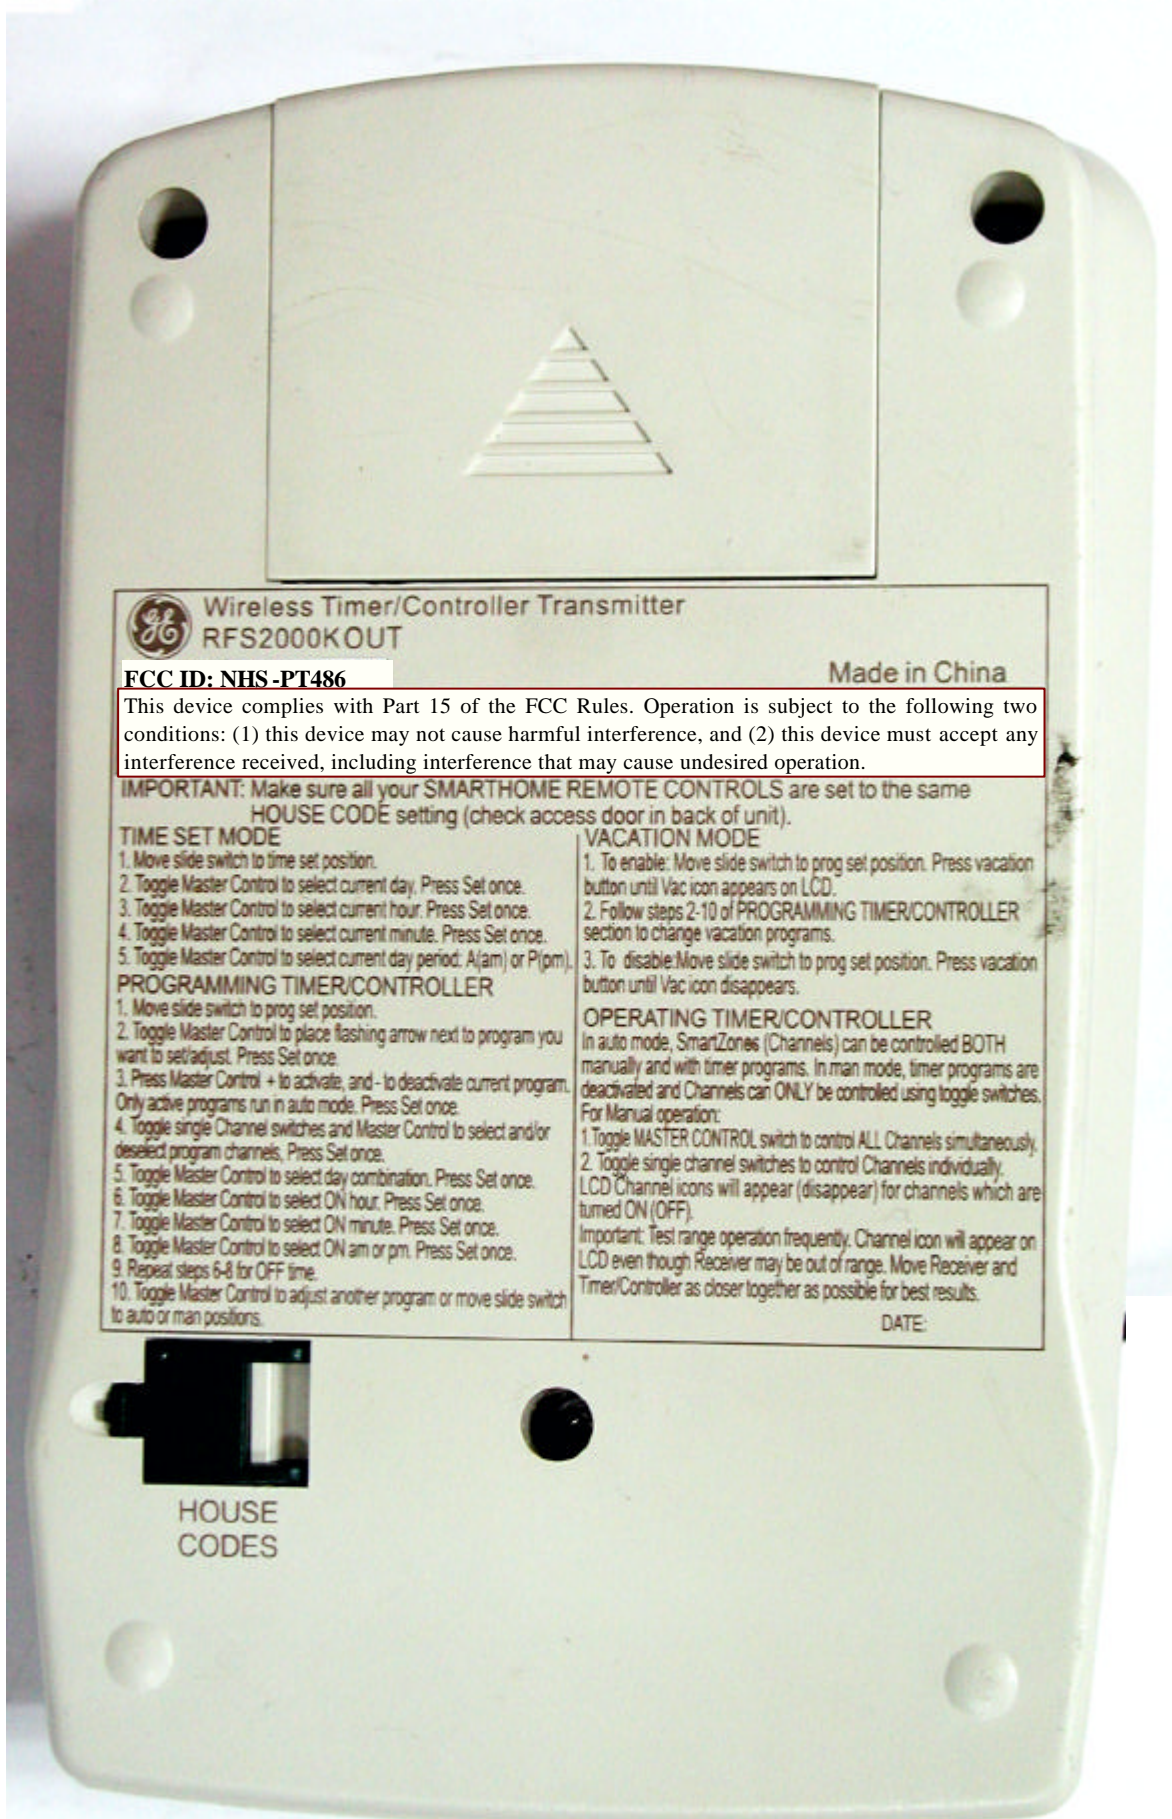 GE
Wireless Timer/Controller Transmitter
RFS2000KOUT
FCC ID: NHS-PT486
Made in China
This device complies with Part 15 of the FCC Rules. Operation is subject to the following two
conditions: (1) this device may not cause harmful interference, and (2) this device must accept any
interference received, including interference that may cause undesired operation.
IMPORTANT: Make sure all your SMARTHOME REMOTE CONTROLS are set to the same
HOUSE CODE setting (check access door in back of unit).
TIME SET MODE
1. Move slide switch to time set position.
2. Toggle Master Control to select current day. Press Set once.
3. Toggle Master Control to select current hour. Press Set once.
4. Toggle Master Control to select current minute. Press Set once.
5. Toggle Master Control to select current day period: A(am) or P(pm).
PROGRAMMING TIMER/CONTROLLER
1. Move slide switch to prog set position.
2. Toggle Master Control to place flashing arrow next to program you
want to set/adjust. Press Set once.
3. Press Master Control + to activate, and - to deactivate current program.
Only active programs run in auto mode. Press Set once.
4. Toggle single Channel switches and Master Control to select and/or
deselect program channels, Press Set once.
5. Toggle Master Control to select day combination. Press Set once.
6. Toggle Master Control to select ON hour. Press Set once.
7. Toggle Master Control to select ON minute. Press Set once.
8. Toggle Master Control to select ON am or pm. Press Set once.
9. Repeat steps 6-8 for OFF time.
10. Toggle Master Control to adjust another program or move slide switch
to auto or man positions.
VACATION MODE
1. To enable: Move slide switch to prog set position. Press vacation
button until Vac icon appears on LCD.
2. Follow steps 2-10 of PROGRAMMING TIMER/CONTROLLER
section to change vacation programs.
3. To disable:Move slide switch to prog set position. Press vacation
button until Vac icon disappears.
OPERATING TIMER/CONTROLLER
In auto mode, SmartZones (Channels) can be controlled BOTH
manually and with timer programs. In man mode, timer programs are
deactivated and Channels can ONLY be controlled using toggle switches.
For Manual operation:
1.Toggle MASTER CONTROL switch to control ALL Channels simultaneously.
2. Toggle single channel switches to control Channels individually.
LCD Channel icons will appear (disappear) for channels which are
turned ON (OFF).
Important: Test range operation frequently. Channel icon will appear on
LCD even though Receiver may be out of range. Move Receiver and
Timer/Controller as closer together as possible for best results.
DATE:
HOUSE
CODES